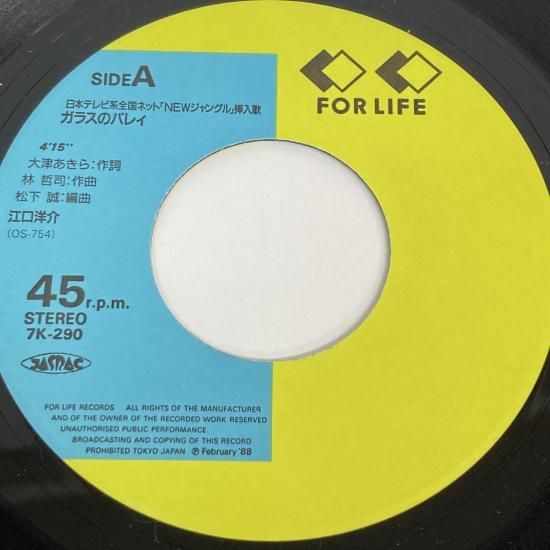 SIDE A
FOR LIFE
日本テレビ系全国ネット「NEWジャングル」挿入歌
ガラスのバレィ
4'15''
大津あきら:作詞
林 哲司:作曲
松下 誠:編曲
江口洋介
(OS-754)
45 r.p.m.
STEREO
7K-290
JASRAC
FOR LIFE RECORDS ALL RIGHTS OF THE MANUFACTURER
AND OF THE OWNER OF THE RECORDED WORK RESERVED
UNAUTHORISED PUBLIC PERFORMANCE.
BROADCASTING AND COPYING OF THIS RECORD
PROHIBITED TOKYO JAPAN Ⓟ February '88